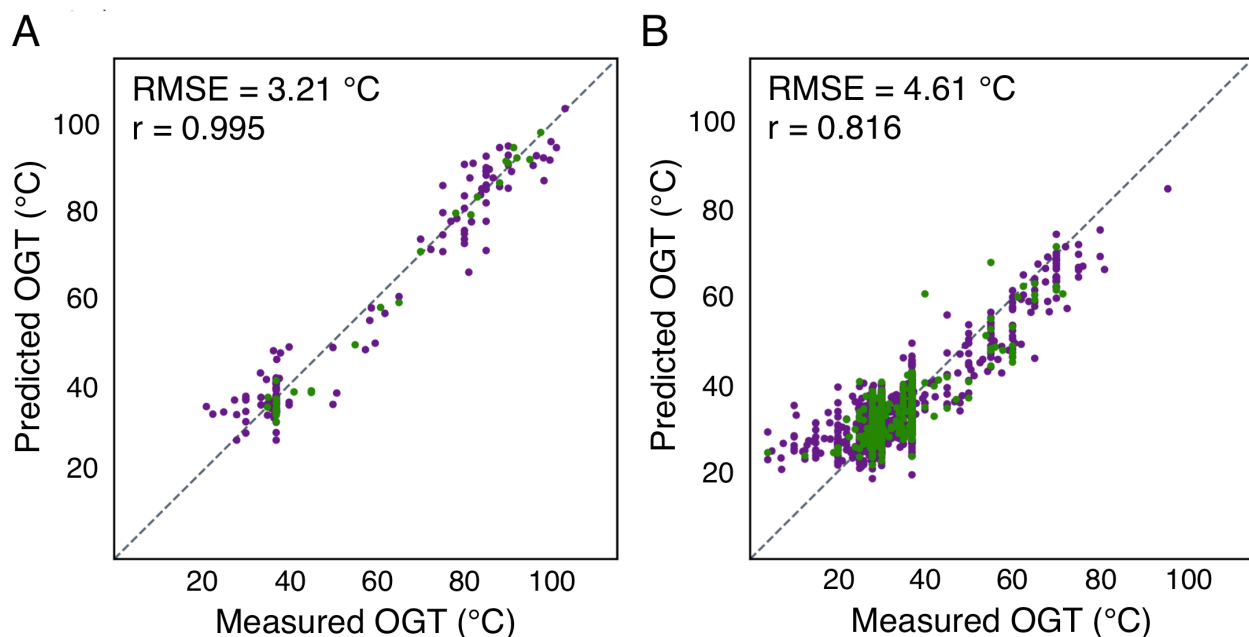 A
RMSE = 3.21 °C
r = 0.995
100
80
60
40
20
Predicted OGT (°C)
20 40 60 80 100
Measured OGT (°C)
B
RMSE = 4.61 °C
r = 0.816
100
80
60
40
20
Predicted OGT (°C)
20 40 60 80 100
Measured OGT (°C)